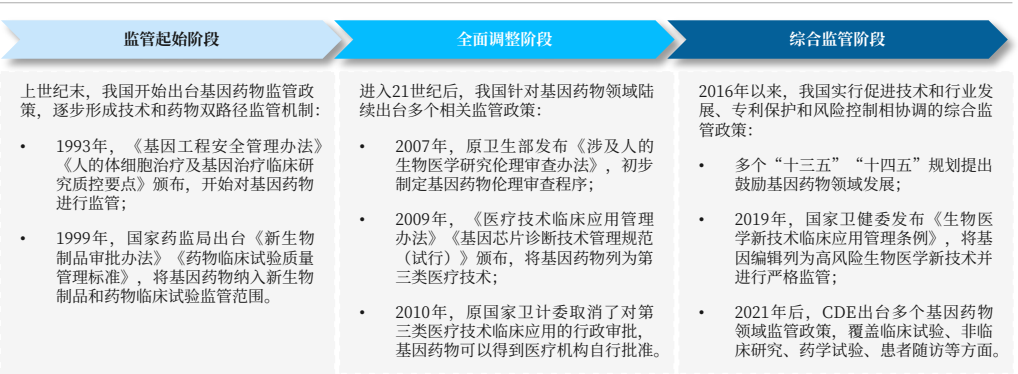 监管起始阶段
全面调整阶段
综合监管阶段
上世纪末，我国开始出台基因药物监管政
策，逐步形成技术和药物双路径监管机制：
• 1993年，《基因工程安全管理办法》
《人的体细胞治疗及基因治疗临床研
究质控要点》颁布，开始对基因药物
进行监管；
• 1999年，国家药监局出台《新生物
制品审批办法》《药物临床试验质量
管理标准》，将基因药物纳入新生物
制品和药物临床试验监管范围。
进入21世纪后，我国针对基因药物领域陆
续出台多个相关监管政策：
• 2007年，原卫生部发布《涉及人的
生物医学研究伦理审查办法》，初步
制定基因药物伦理审查程序；
• 2009年，《医疗技术临床应用管理
办法》《基因芯片诊断技术管理规范
（试行）》颁布，将基因药物列为第
三类医疗技术；
• 2010年，原国家卫计委取消了对第
三类医疗技术临床应用的行政审批，
基因药物可以得到医疗机构自行批准。
2016年以来，我国实行促进技术和行业发
展、专利保护和风险控制相协调的综合监
管政策：
• 多个“十三五”“十四五”规划提出
鼓励基因药物领域发展；
• 2019年，国家卫健委发布《生物医
学新技术临床应用管理条例》，将基
因编辑列为高风险生物医学新技术并
进行严格监管；
• 2021年后，CDE出台多个基因药物
领域监管政策，覆盖临床试验、非临
床研究、药学试验、患者随访等方面。